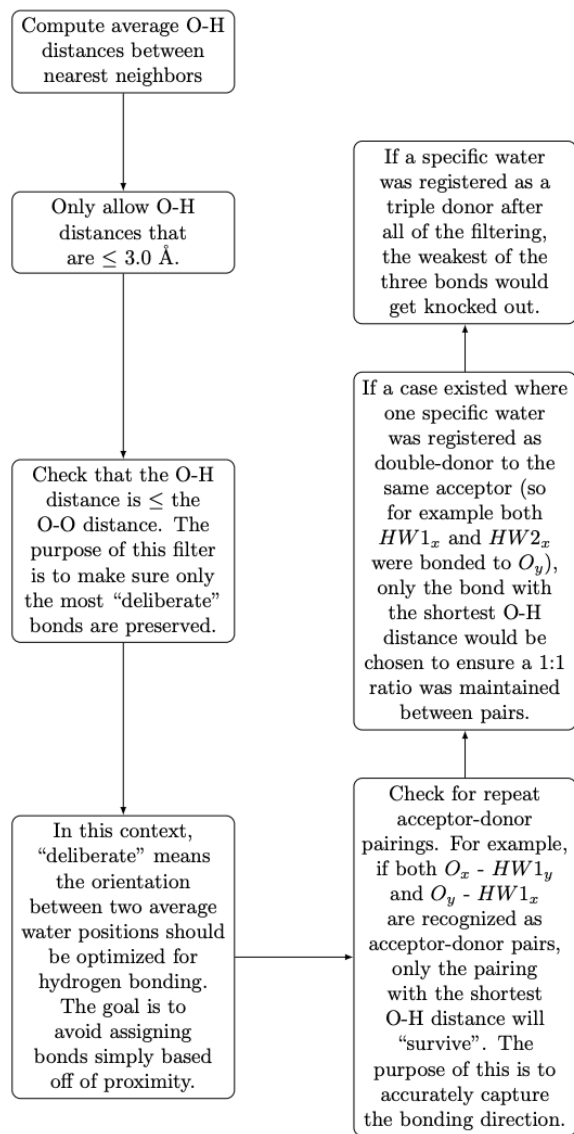 Compute average O-H
distances between
nearest neighbors
Only allow O-H
distances that
are ≤ 3.0 Å.
Check that the O-H
distance is ≤ the
O-O distance. The
purpose of this filter
is to make sure only
the most “deliberate”
bonds are preserved.
In this context,
“deliberate” means
the orientation
between two average
water positions should
be optimized for
hydrogen bonding.
The goal is to
avoid assigning
bonds simply based
off of proximity.
Check for repeat
acceptor-donor
pairings. For example,
if both Oₓ - HW1ᵧ
and Oᵧ - HW1ₓ
are recognized as
acceptor-donor pairs,
only the pairing
with the shortest
O-H distance will
“survive”. The
purpose of this is to
accurately capture
the bonding direction.
If a case existed where
one specific water
was registered as
double-donor to the
same acceptor (so
for example both
HW1ₓ and HW2ₓ
were bonded to Oᵧ),
only the bond with
the shortest O-H
distance would be
chosen to ensure a 1:1
ratio was maintained
between pairs.
If a specific water
was registered as a
triple donor after
all of the filtering,
the weakest of the
three bonds would
get knocked out.